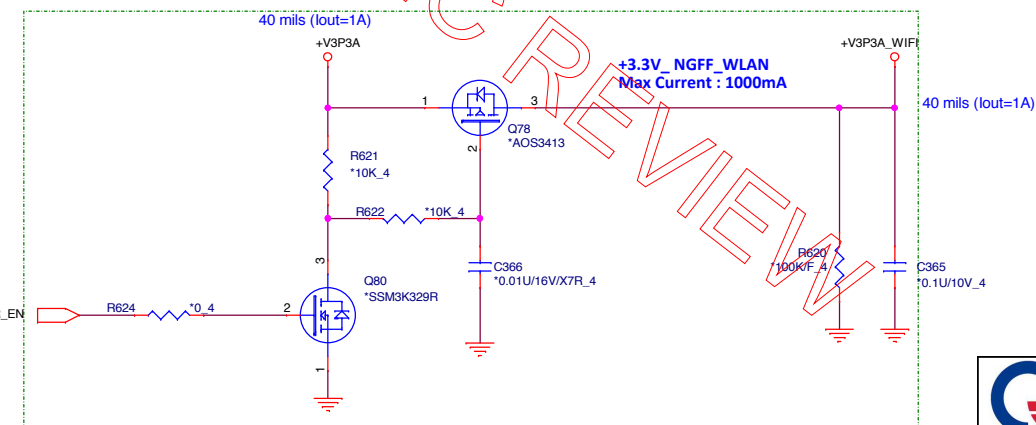 40 mils (Iout=1A)
+V3P3A
+V3P3A_WIFI
+3.3V_ NGFF_WLAN
Max Current : 1000mA
40 mils (Iout=1A)
1
3
Q78
*AOS3413
2
R621
*10K_4
R622
*10K_4
REVIEW
R620
*100K/F_4
C366
*0.01U/16V/X7R_4
C365
*0.1U/10V_4
3
Q80
*SSM3K329R
_EN
R624
*0_4
2
1